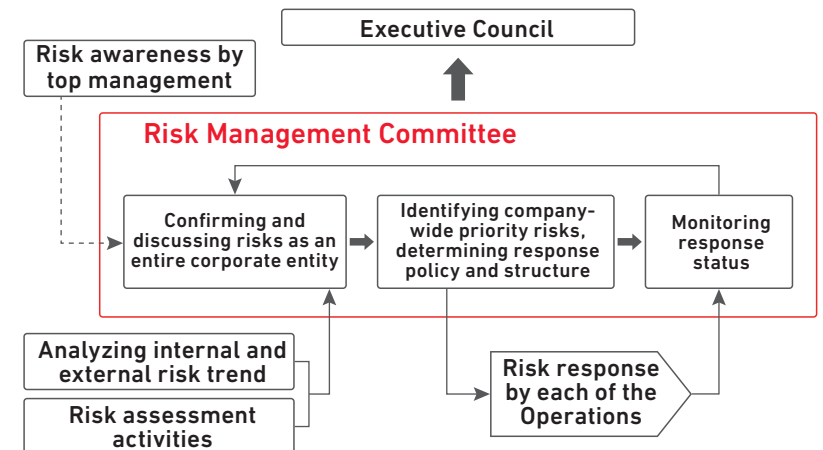 Executive Council
Risk awareness by
top management
Risk Management Committee
Confirming and
discussing risks as an
entire corporate entity
Identifying company-
wide priority risks,
determining response
policy and structure
Monitoring
response
status
Analyzing internal and
external risk trend
Risk assessment
activities
Risk response
by each of the
Operations